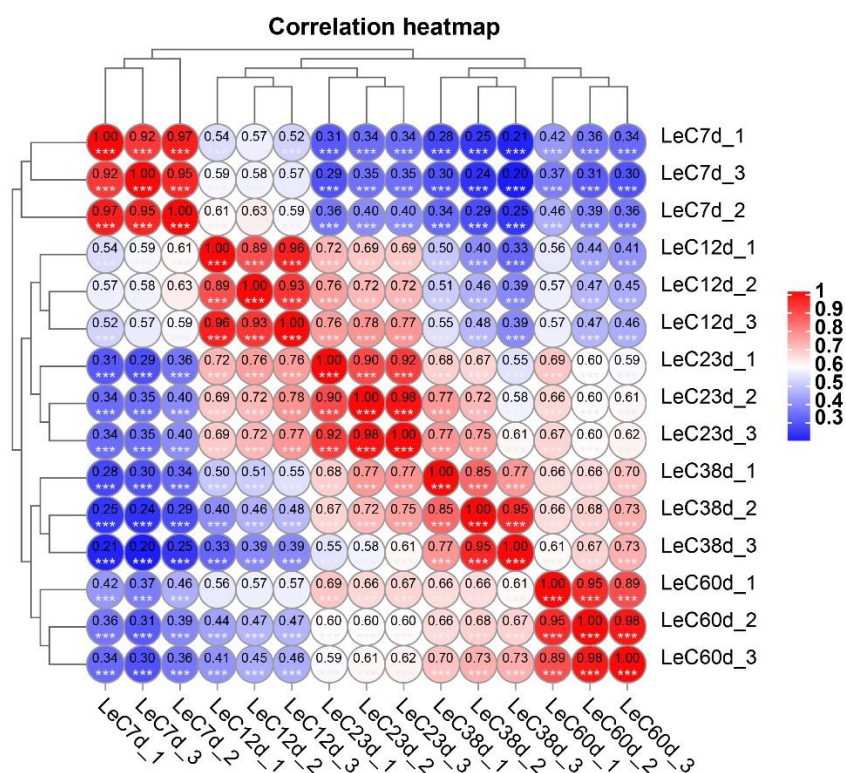 Correlation heatmap
1.00 0.92 0.97 0.54 0.57 0.52 0.31 0.34 0.34 0.28 0.25 0.21 0.42 0.36 0.34 LeC7d_1
*** *** *** *** *** *** *** *** *** *** *** *** *** *** ***
0.92 1.00 0.95 0.59 0.58 0.57 0.29 0.35 0.35 0.30 0.24 0.20 0.37 0.31 0.30 LeC7d_3
*** *** *** *** *** *** *** *** *** *** *** *** *** *** ***
0.97 0.95 1.00 0.61 0.63 0.59 0.36 0.40 0.40 0.34 0.29 0.25 0.46 0.39 0.36 LeC7d_2
*** *** *** *** *** *** *** *** *** *** *** *** *** *** ***
0.54 0.59 0.61 1.00 0.89 0.96 0.72 0.69 0.69 0.50 0.40 0.33 0.56 0.44 0.41 LeC12d_1
*** *** *** *** *** *** *** *** *** *** *** *** *** *** ***
0.57 0.58 0.63 0.89 1.00 0.93 0.76 0.72 0.72 0.51 0.46 0.39 0.57 0.47 0.45 LeC12d_2
*** *** *** *** *** *** *** *** *** *** *** *** *** *** ***
0.52 0.57 0.59 0.96 0.93 1.00 0.76 0.78 0.77 0.55 0.48 0.39 0.57 0.47 0.46 LeC12d_3
*** *** *** *** *** *** *** *** *** *** *** *** *** *** ***
0.31 0.29 0.36 0.72 0.76 0.76 1.00 0.90 0.92 0.68 0.67 0.55 0.69 0.60 0.59 LeC23d_1
*** *** *** *** *** *** *** *** *** *** *** *** *** *** ***
0.34 0.35 0.40 0.69 0.72 0.78 0.90 1.00 0.98 0.77 0.72 0.58 0.66 0.60 0.61 LeC23d_2
*** *** *** *** *** *** *** *** *** *** *** *** *** *** ***
0.34 0.35 0.40 0.69 0.72 0.77 0.92 0.98 1.00 0.77 0.75 0.61 0.67 0.60 0.62 LeC23d_3
*** *** *** *** *** *** *** *** *** *** *** *** *** *** ***
0.28 0.30 0.34 0.50 0.51 0.55 0.68 0.77 0.77 1.00 0.85 0.77 0.66 0.66 0.70 LeC38d_1
*** *** *** *** *** *** *** *** *** *** *** *** *** *** ***
0.25 0.24 0.29 0.40 0.46 0.48 0.67 0.72 0.75 0.85 1.00 0.95 0.66 0.68 0.73 LeC38d_2
*** *** *** *** *** *** *** *** *** *** *** *** *** *** ***
0.21 0.20 0.25 0.33 0.39 0.39 0.55 0.58 0.61 0.77 0.95 1.00 0.61 0.67 0.73 LeC38d_3
*** *** *** *** *** *** *** *** *** *** *** *** *** *** ***
0.42 0.37 0.46 0.56 0.57 0.57 0.69 0.66 0.67 0.66 0.66 0.61 1.00 0.95 0.89 LeC60d_1
*** *** *** *** *** *** *** *** *** *** *** *** *** *** ***
0.36 0.31 0.39 0.44 0.47 0.47 0.60 0.60 0.60 0.66 0.68 0.67 0.95 1.00 0.98 LeC60d_2
*** *** *** *** *** *** *** *** *** *** *** *** *** *** ***
0.34 0.30 0.36 0.41 0.45 0.46 0.59 0.61 0.62 0.70 0.73 0.73 0.89 0.98 1.00 LeC60d_3
*** *** *** *** *** *** *** *** *** *** *** *** *** *** ***
LeC7d_1
LeC7d_3
LeC7d_2
LeC12d_1
LeC12d_2
LeC12d_3
LeC23d_1
LeC23d_2
LeC23d_3
LeC38d_1
LeC38d_2
LeC38d_3
LeC60d_1
LeC60d_2
LeC60d_3
1
0.9
0.8
0.7
0.6
0.5
0.4
0.3